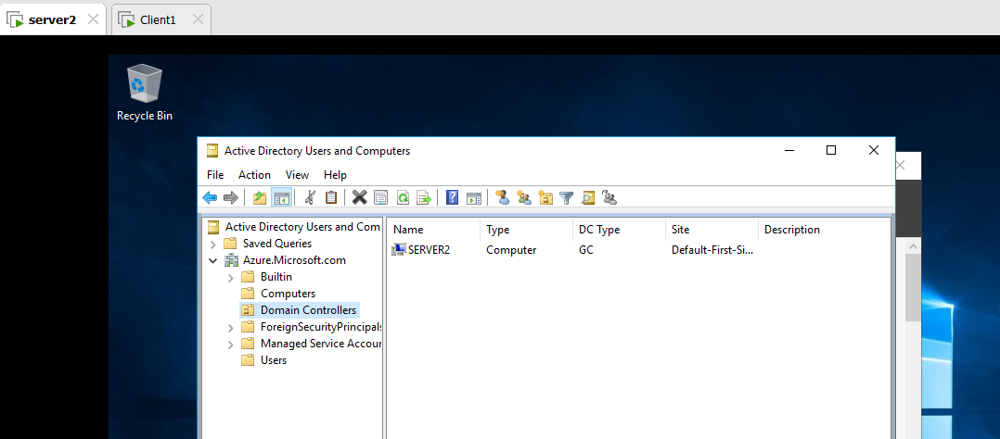 server2
Client1
Recycle Bin
Active Directory Users and Computers
File Action View Help
Active Directory Users and Com
Saved Queries
Azure.Microsoft.com
Builtin
Computers
Domain Controllers
ForeignSecurityPrincipals
Managed Service Accour
Users
Name Type DC Type Site Description
SERVER2 Computer GC Default-First-Si...